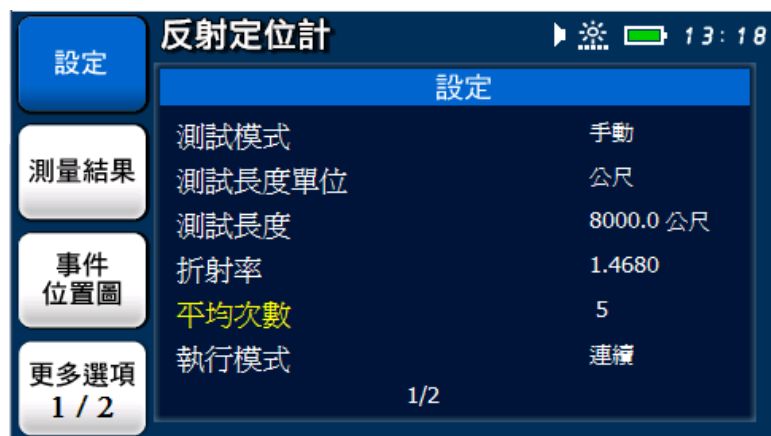 反射定位計 13:18
設定
設定
測試模式 手動
測試長度單位 公尺
測試長度 8000.0 公尺
折射率 1.4680
平均次數 5
執行模式 連續
1/2
測量結果
事件
位置圖
更多選項
1 / 2